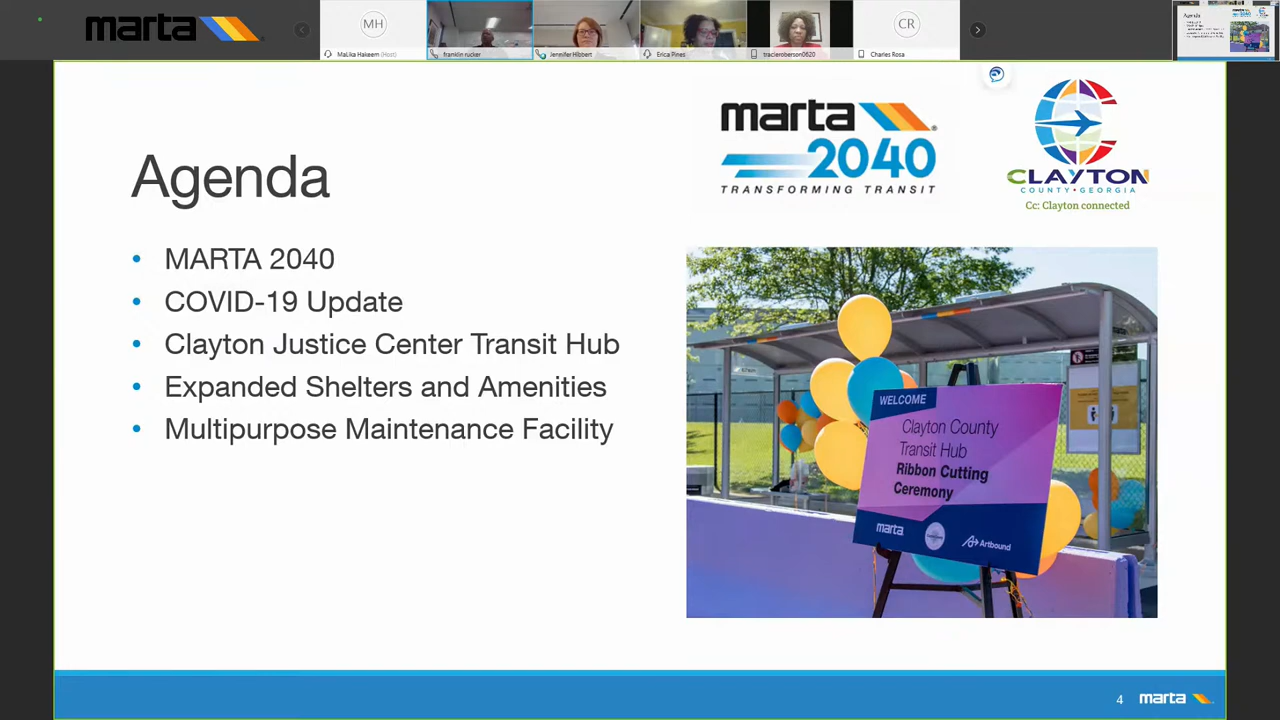 marta
MH
CR
Malika Hakeem (Host)
franklin rucker
Jennifer Hibbert
Erica Pines
tracieroberson0620
Charles Rosa
marta
2040
TRANSFORMING TRANSIT
CLAYTON
COUNTY • GEORGIA
Cc: Clayton connected
Agenda
• MARTA 2040
• COVID-19 Update
• Clayton Justice Center Transit Hub
• Expanded Shelters and Amenities
• Multipurpose Maintenance Facility
WELCOME
Clayton County
Transit Hub
Ribbon Cutting
Ceremony
marta
Artbound
4
marta